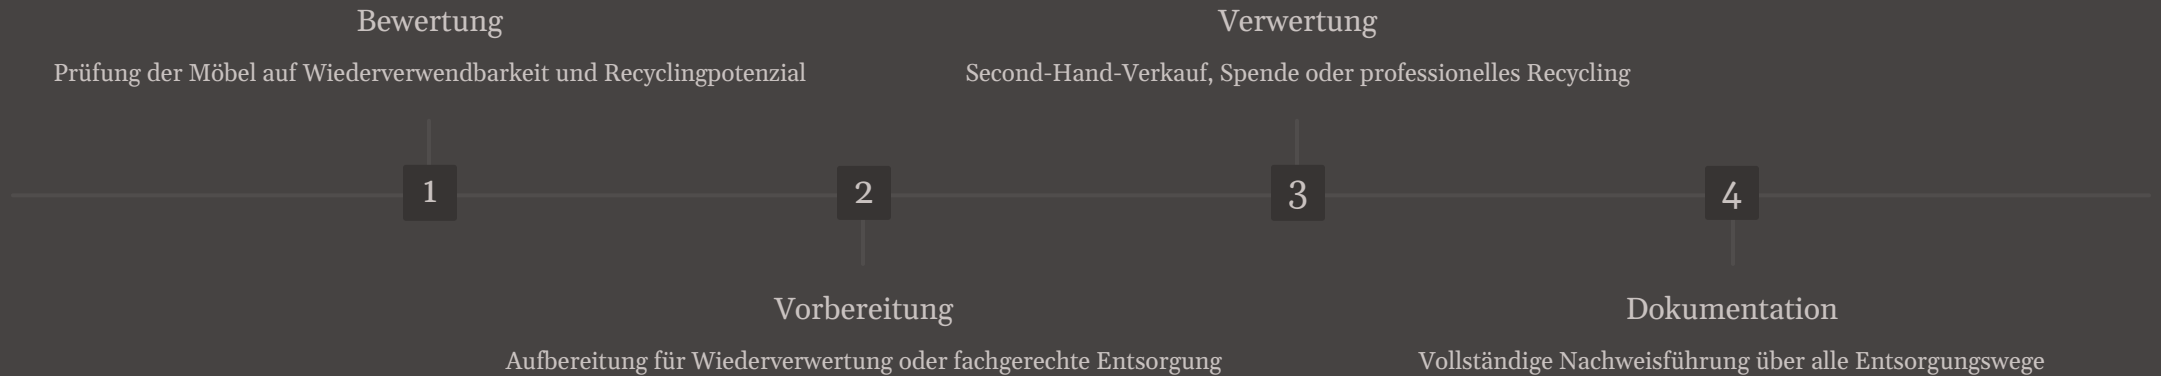 Bewertung
Prüfung der Möbel auf Wiederverwendbarkeit und Recyclingpotenzial
1
2
Vorbereitung
Aufbereitung für Wiederverwertung oder fachgerechte Entsorgung
Verwertung
Second-Hand-Verkauf, Spende oder professionelles Recycling
3
4
Dokumentation
Vollständige Nachweisführung über alle Entsorgungswege